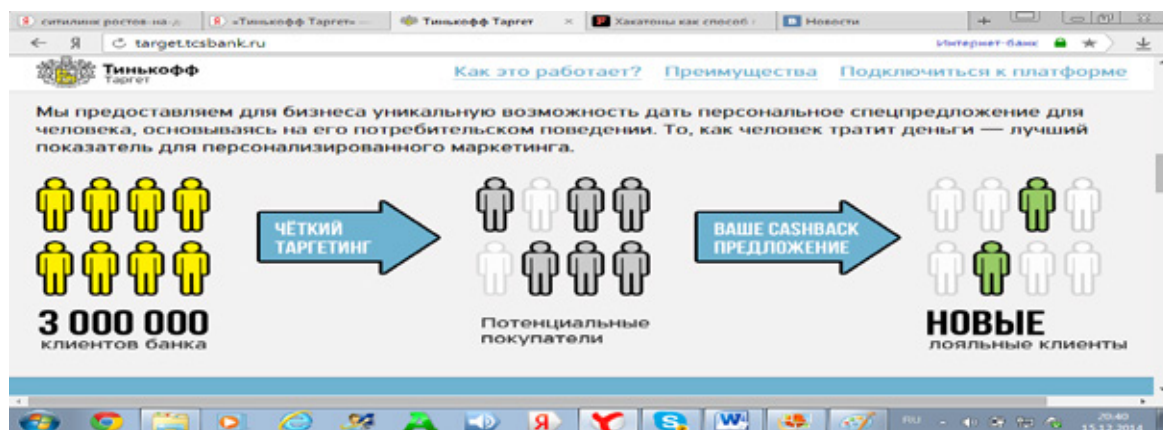 ситилинк ростов-на-д
«Тинькофф Таргет» —
Тинькофф Таргет
Хакатоны как способ
Новости
target.tcsbank.ru
Интернет-банк
Тинькофф
Таргет
Как это работает? Преимущества Подключиться к платформе
Мы предоставляем для бизнеса уникальную возможность дать персональное спецпредложение для
человека, основываясь на его потребительском поведении. То, как человек тратит деньги — лучший
показатель для персонализированного маркетинга.
ЧЁТКИЙ
ТАРГЕТИНГ
ВАШЕ CASHBACK
ПРЕДЛОЖЕНИЕ
3 000 000
клиентов банка
Потенциальные
покупатели
НОВЫЕ
лояльные клиенты
RU
20:40
15.12.2014